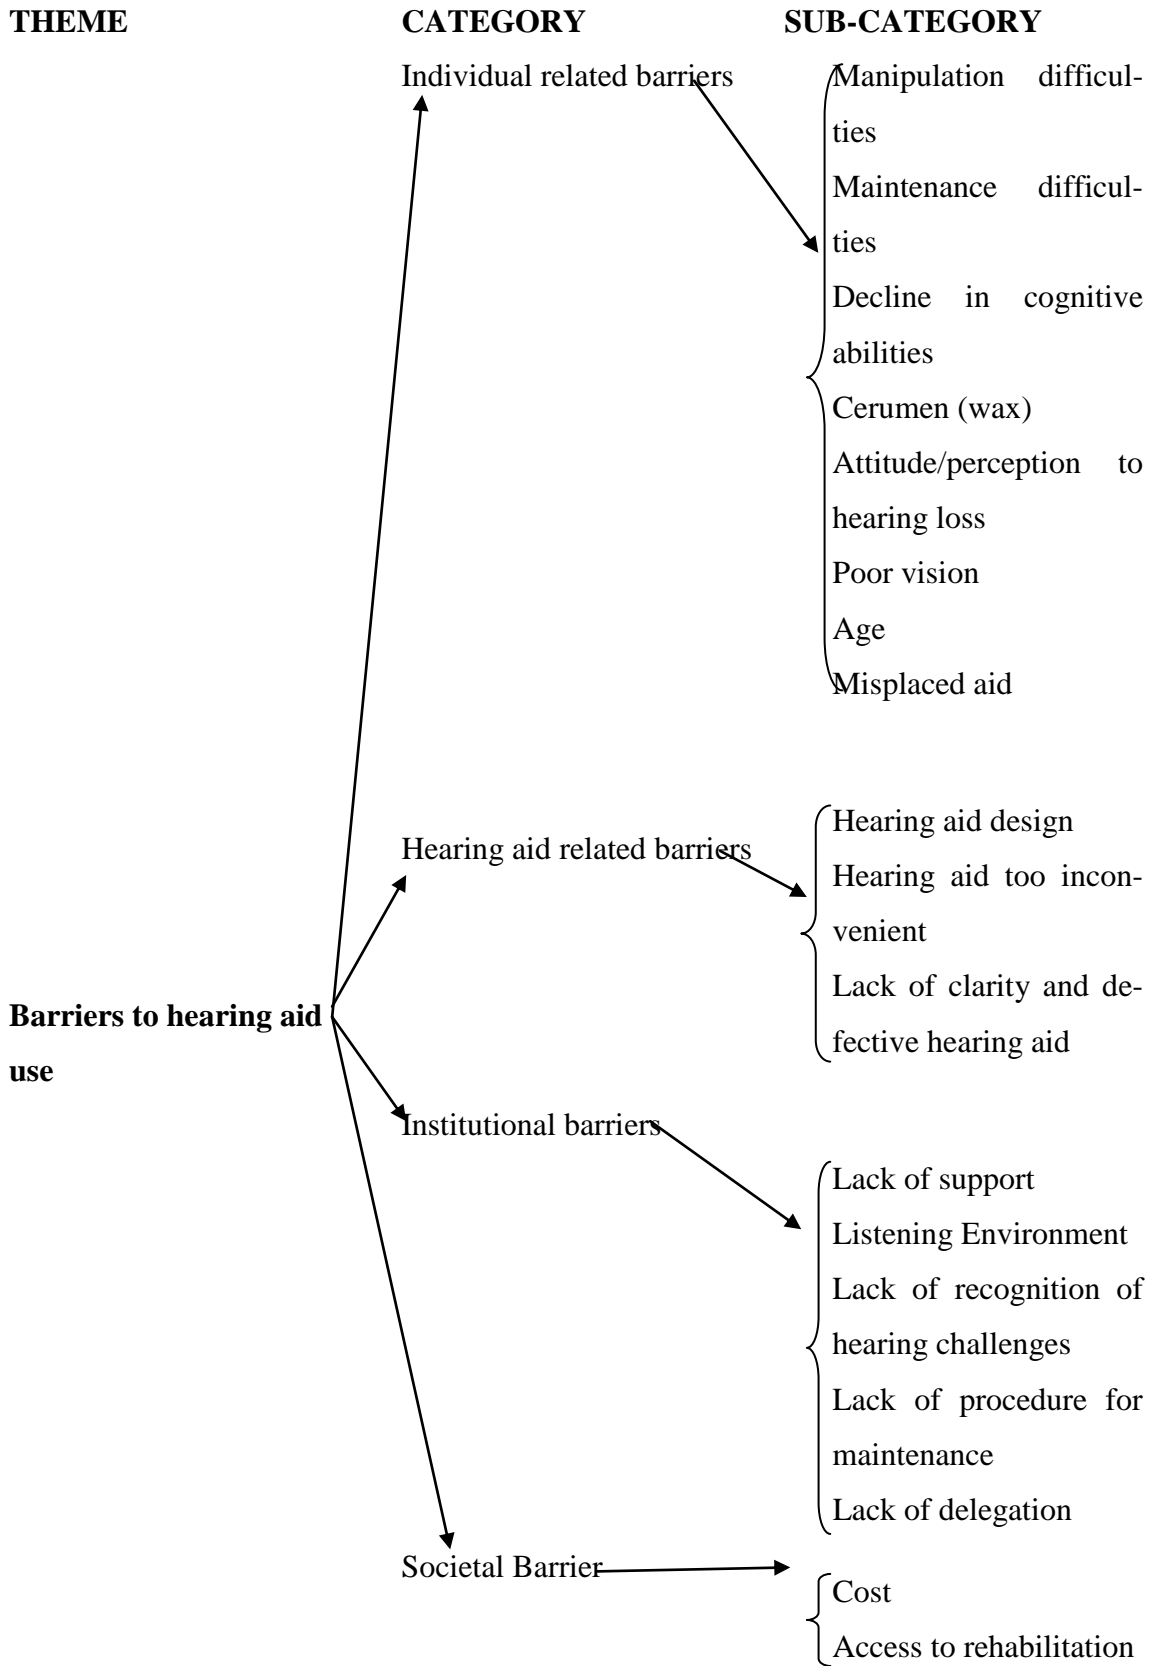 THEME CATEGORY SUB-CATEGORY
Individual related barriers
Manipulation difficul-
ties
Maintenance difficul-
ties
Decline in cognitive
abilities
Cerumen (wax)
Attitude/perception to
hearing loss
Poor vision
Age
Misplaced aid
Hearing aid related barriers
Hearing aid design
Hearing aid too incon-
venient
Lack of clarity and de-
fective hearing aid
Barriers to hearing aid
use
Institutional barriers
Lack of support
Listening Environment
Lack of recognition of
hearing challenges
Lack of procedure for
maintenance
Lack of delegation
Societal Barrier
Cost
Access to rehabilitation